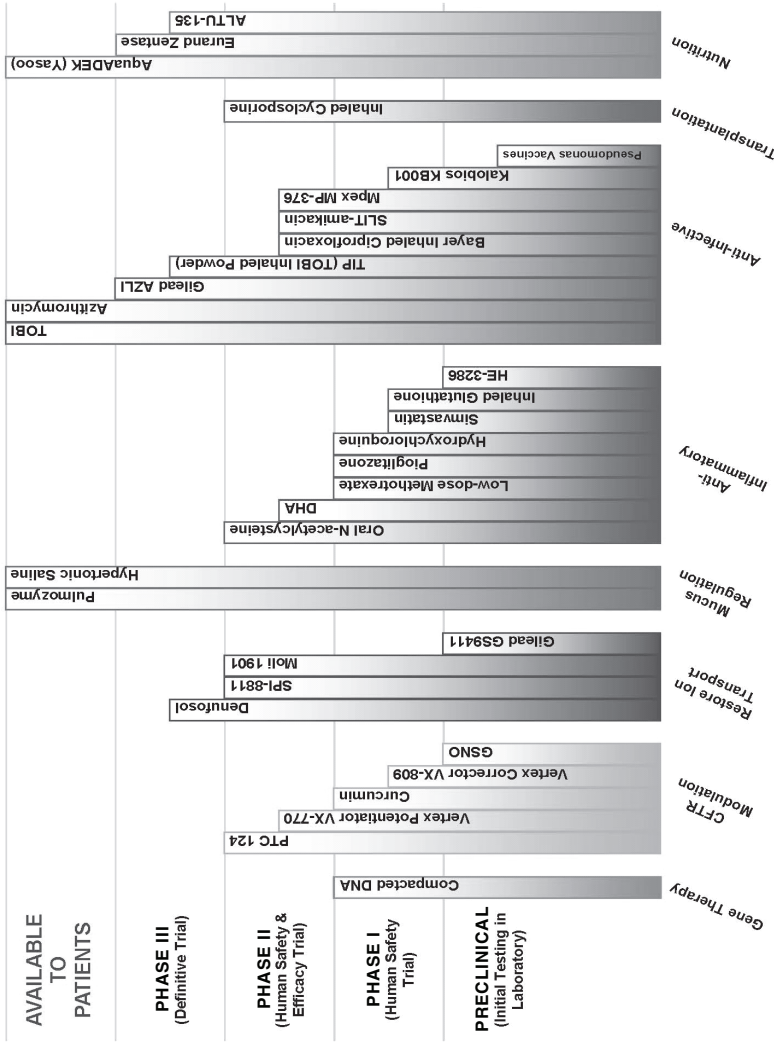 AVAILABLE
TO
PATIENTS
PHASE III
(Definitive Trial)
PHASE II
(Human Safety &
Efficacy Trial)
PHASE I
(Human Safety
Trial)
PRECLINICAL
(Initial Testing in
Laboratory)
Compacted DNA
Gene Therapy
PTC 124
Vertex Potentiator VX-770
Curcumin
Vertex Corrector VX-809
GSNO
CFTR
Modulation
Denufosol
SPI-8811
Moli 1901
Gilead GS9411
Restore Ion
Transport
Pulmozyme
Hypertonic Saline
Mucus
Regulation
Oral N-acetylcysteine
DHA
Low-dose Methotrexate
Pioglitazone
Hydroxychloroquine
Simvastatin
Inhaled Glutathione
HE-3286
Anti-
Inflammatory
TOBI
Azithromycin
Gilead AZLI
TIP (TOBI Inhaled Powder)
Bayer Inhaled Ciprofloxacin
SLIT-amikacin
Mpex MP-376
Kalobios KB001
Pseudomonas Vaccines
Anti-Infective
Inhaled Cyclosporine
Transplantation
AquaADEK (Yasoo)
Eurand Zentase
ALTU-135
Nutrition